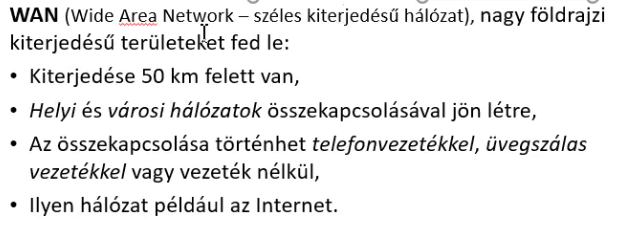 WAN (Wide Area Network – széles kiterjedésű hálózat), nagy földrajzi
kiterjedésű területeket fed le:
• Kiterjedése 50 km felett van,
• Helyi és városi hálózatok összekapcsolásával jön létre,
• Az összekapcsolása történhet telefonvezetékkel, üvegszálas
vezetékkel vagy vezeték nélkül,
• Ilyen hálózat például az Internet.